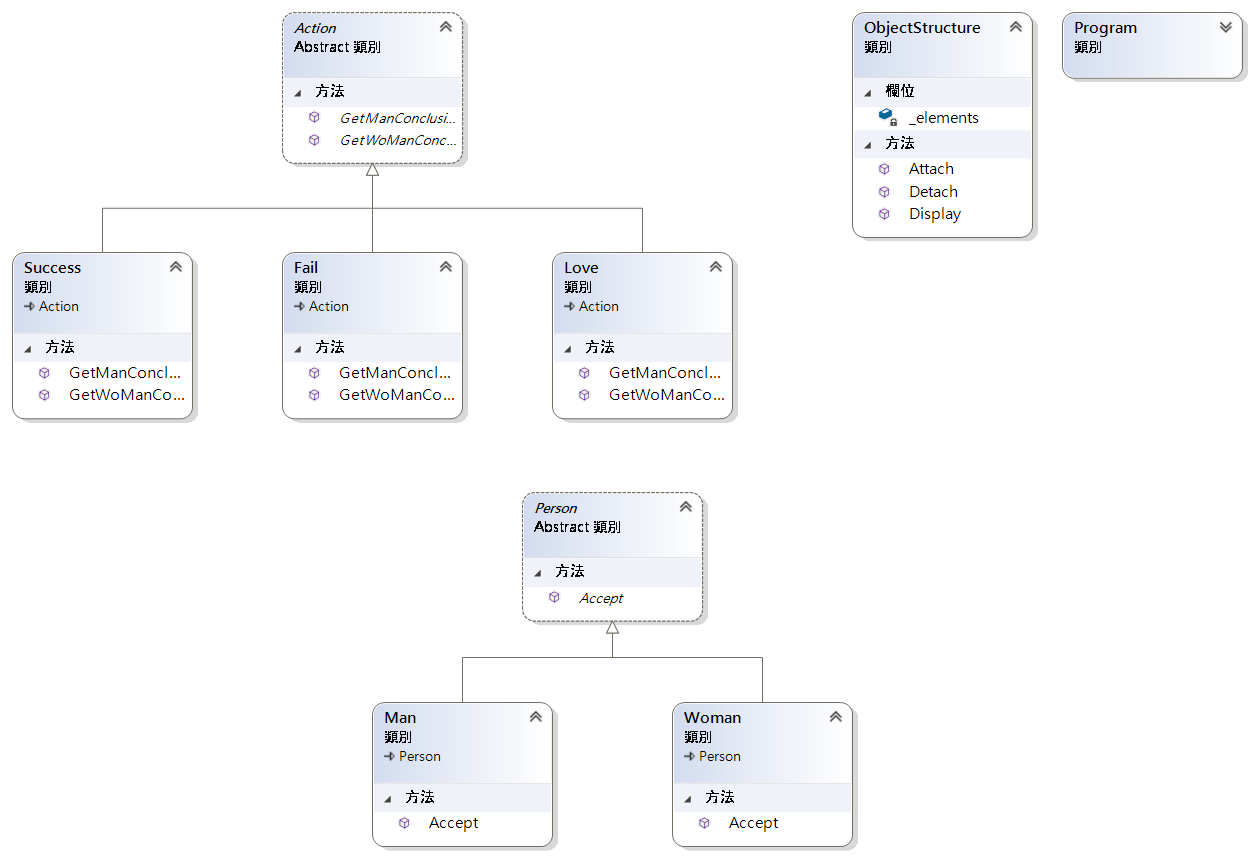 Action
Abstract 類別
方法
GetManConclusi...
GetWoManConc...
ObjectStructure
類別
欄位
_elements
方法
Attach
Detach
Display
Program
類別
Success
類別
Action
方法
GetManConcl...
GetWoManCo...
Fail
類別
Action
方法
GetManConcl...
GetWoManCo...
Love
類別
Action
方法
GetManConcl...
GetWoManCo...
Person
Abstract 類別
方法
Accept
Man
類別
Person
方法
Accept
Woman
類別
Person
方法
Accept